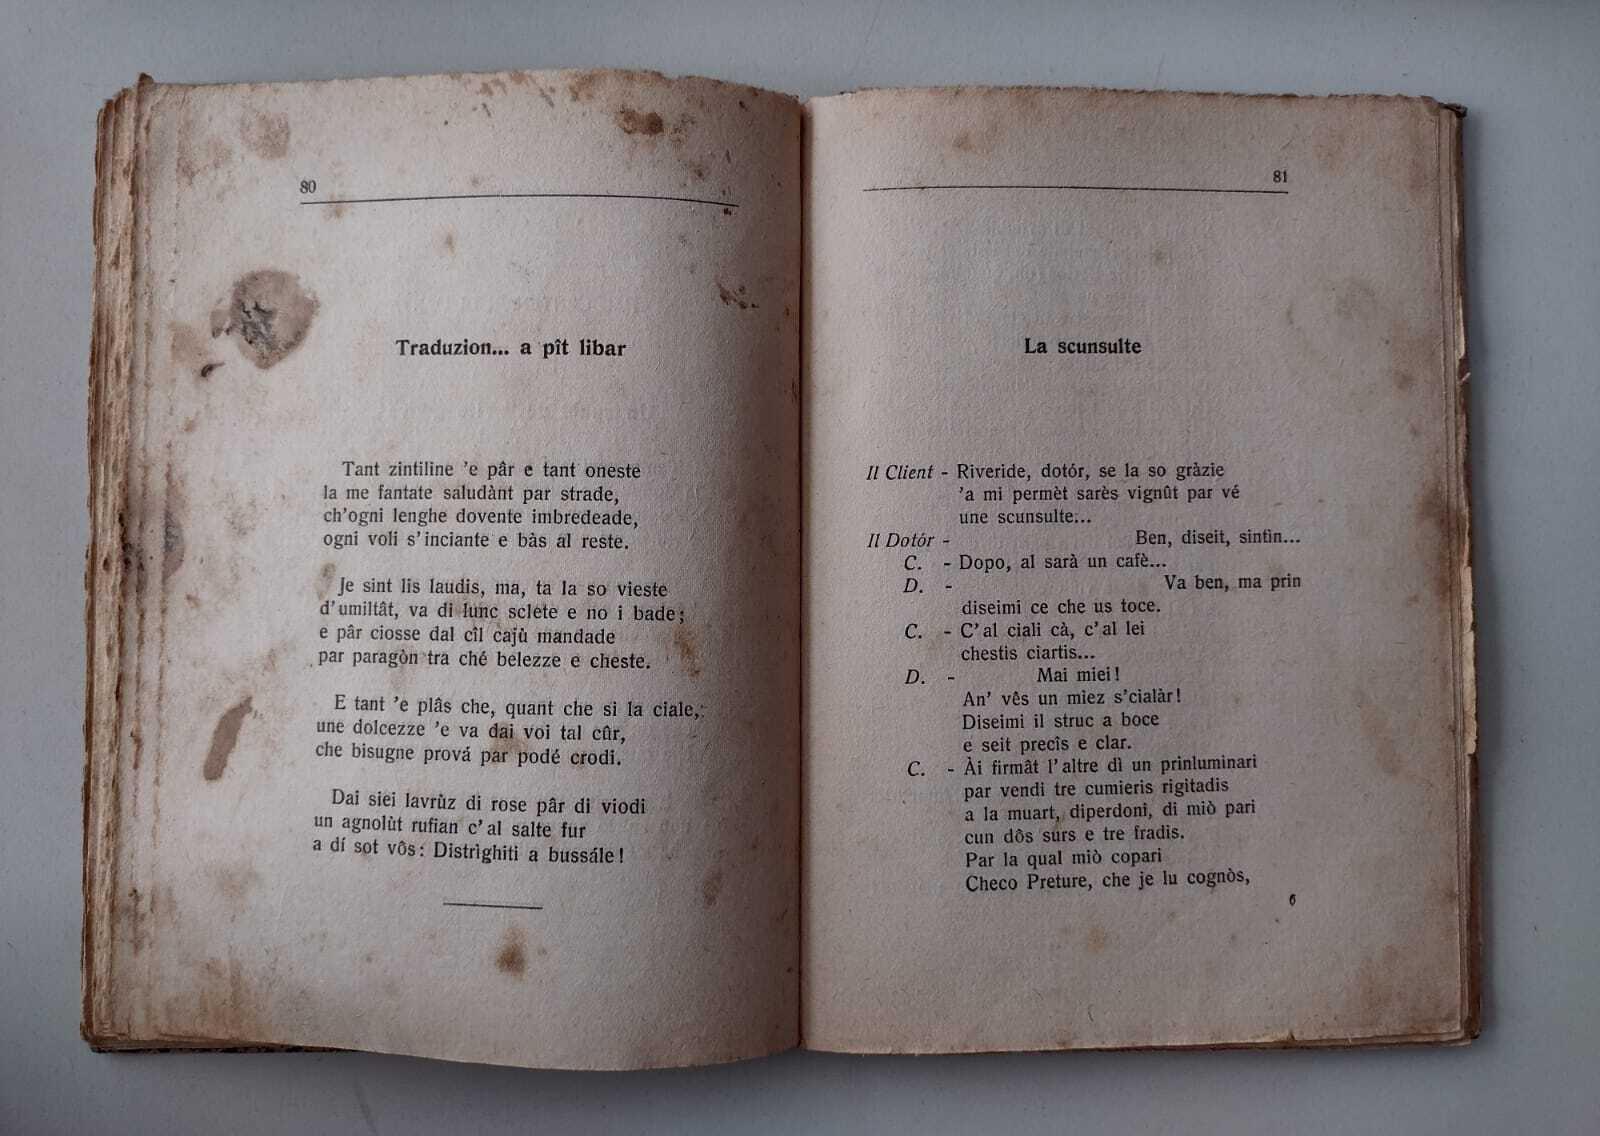 80
Traduzion... a pît libar
Tant zintiline 'e pâr e tant oneste
la me fantate saludànt par strade,
ch'ogni lenghe dovente imbredeade,
ogni voli s'inciante e bàs al reste.
Je sint lis laudis, ma, ta la so vieste
d'umiltât, va di lunc sclete e no i bade;
e pâr ciosse dal cîl cajù mandade
par paragòn tra ché belezze e cheste.
E tant 'e plâs che, quant che si la ciale,
une dolcezze 'e va dai voi tal cûr,
che bisugne prová par podé crodi.
Dai siei lavrùz di rose pâr di viodi
un agnolùt rufian c'al salte fur
a dí sot vôs: Distrìghiti a bussále!
81
La scunsulte
Il Client - Riveride, dotór, se la so gràzie
'a mi permèt sarès vignût par vé
une scunsulte...
Il Dotór - Ben, diseit, sintìn...
C. - Dopo, al sarà un cafè...
D. - Va ben, ma prin
diseimi ce che us toce.
C. - C'al ciali cà, c'al lei
chestis ciartis...
D. - Mai miei!
An' vês un miez s'cialàr!
Diseimi il struc a boce
e seit precîs e clar.
C. - Ài firmât l'altre dì un prinluminari
par vendi tre cumieris rigitadis
a la muart, diperdoni, di miò pari
cun dôs surs e tre fradis.
Par la qual miò copari
Checo Preture, che je lu cognòs,
6